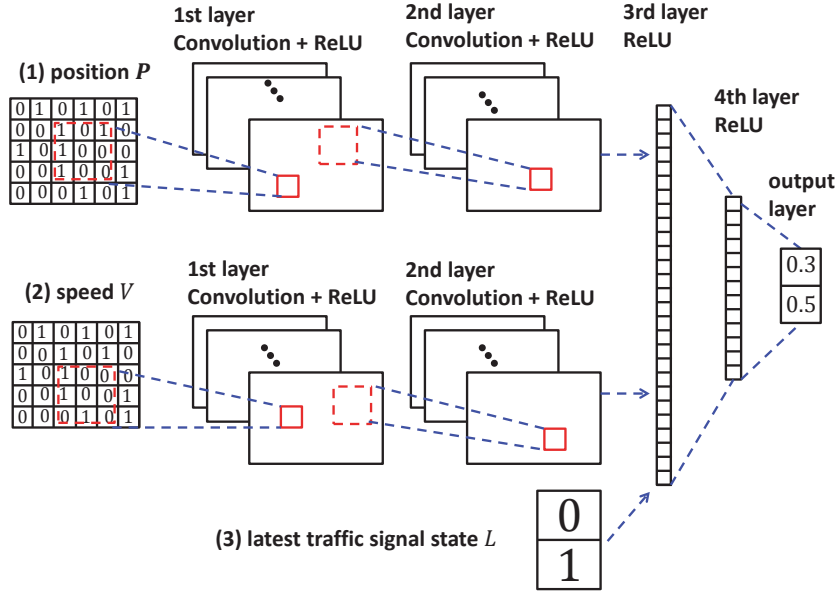 1st layer
Convolution + ReLU
2nd layer
Convolution + ReLU
3rd layer
ReLU
(1) position P
0 1 0 1 0 1
0 0 1 0 1 0
1 0 1 0 0 0
0 0 1 0 0 1
0 0 0 1 0 1
4th layer
ReLU
output
layer
0.3
0.5
1st layer
Convolution + ReLU
2nd layer
Convolution + ReLU
(2) speed V
0 1 0 1 0 1
0 0 1 0 1 0
1 0 1 0 0 0
0 0 1 0 0 1
0 0 0 1 0 1
(3) latest traffic signal state L
0
1